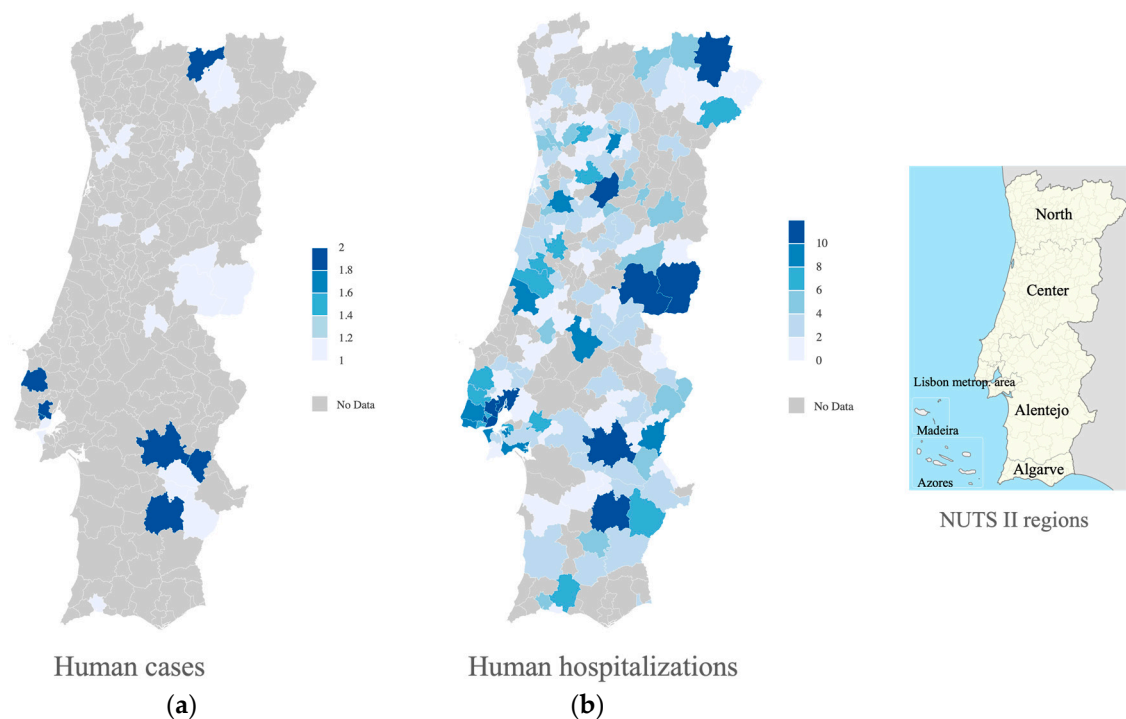 2
1.8
1.6
1.4
1.2
1
No Data
Human cases
(a)
10
8
6
4
2
0
No Data
Human hospitalizations
(b)
North
Center
Lisbon metrop. area
Alentejo
Madeira
Algarve
Azores
NUTS II regions